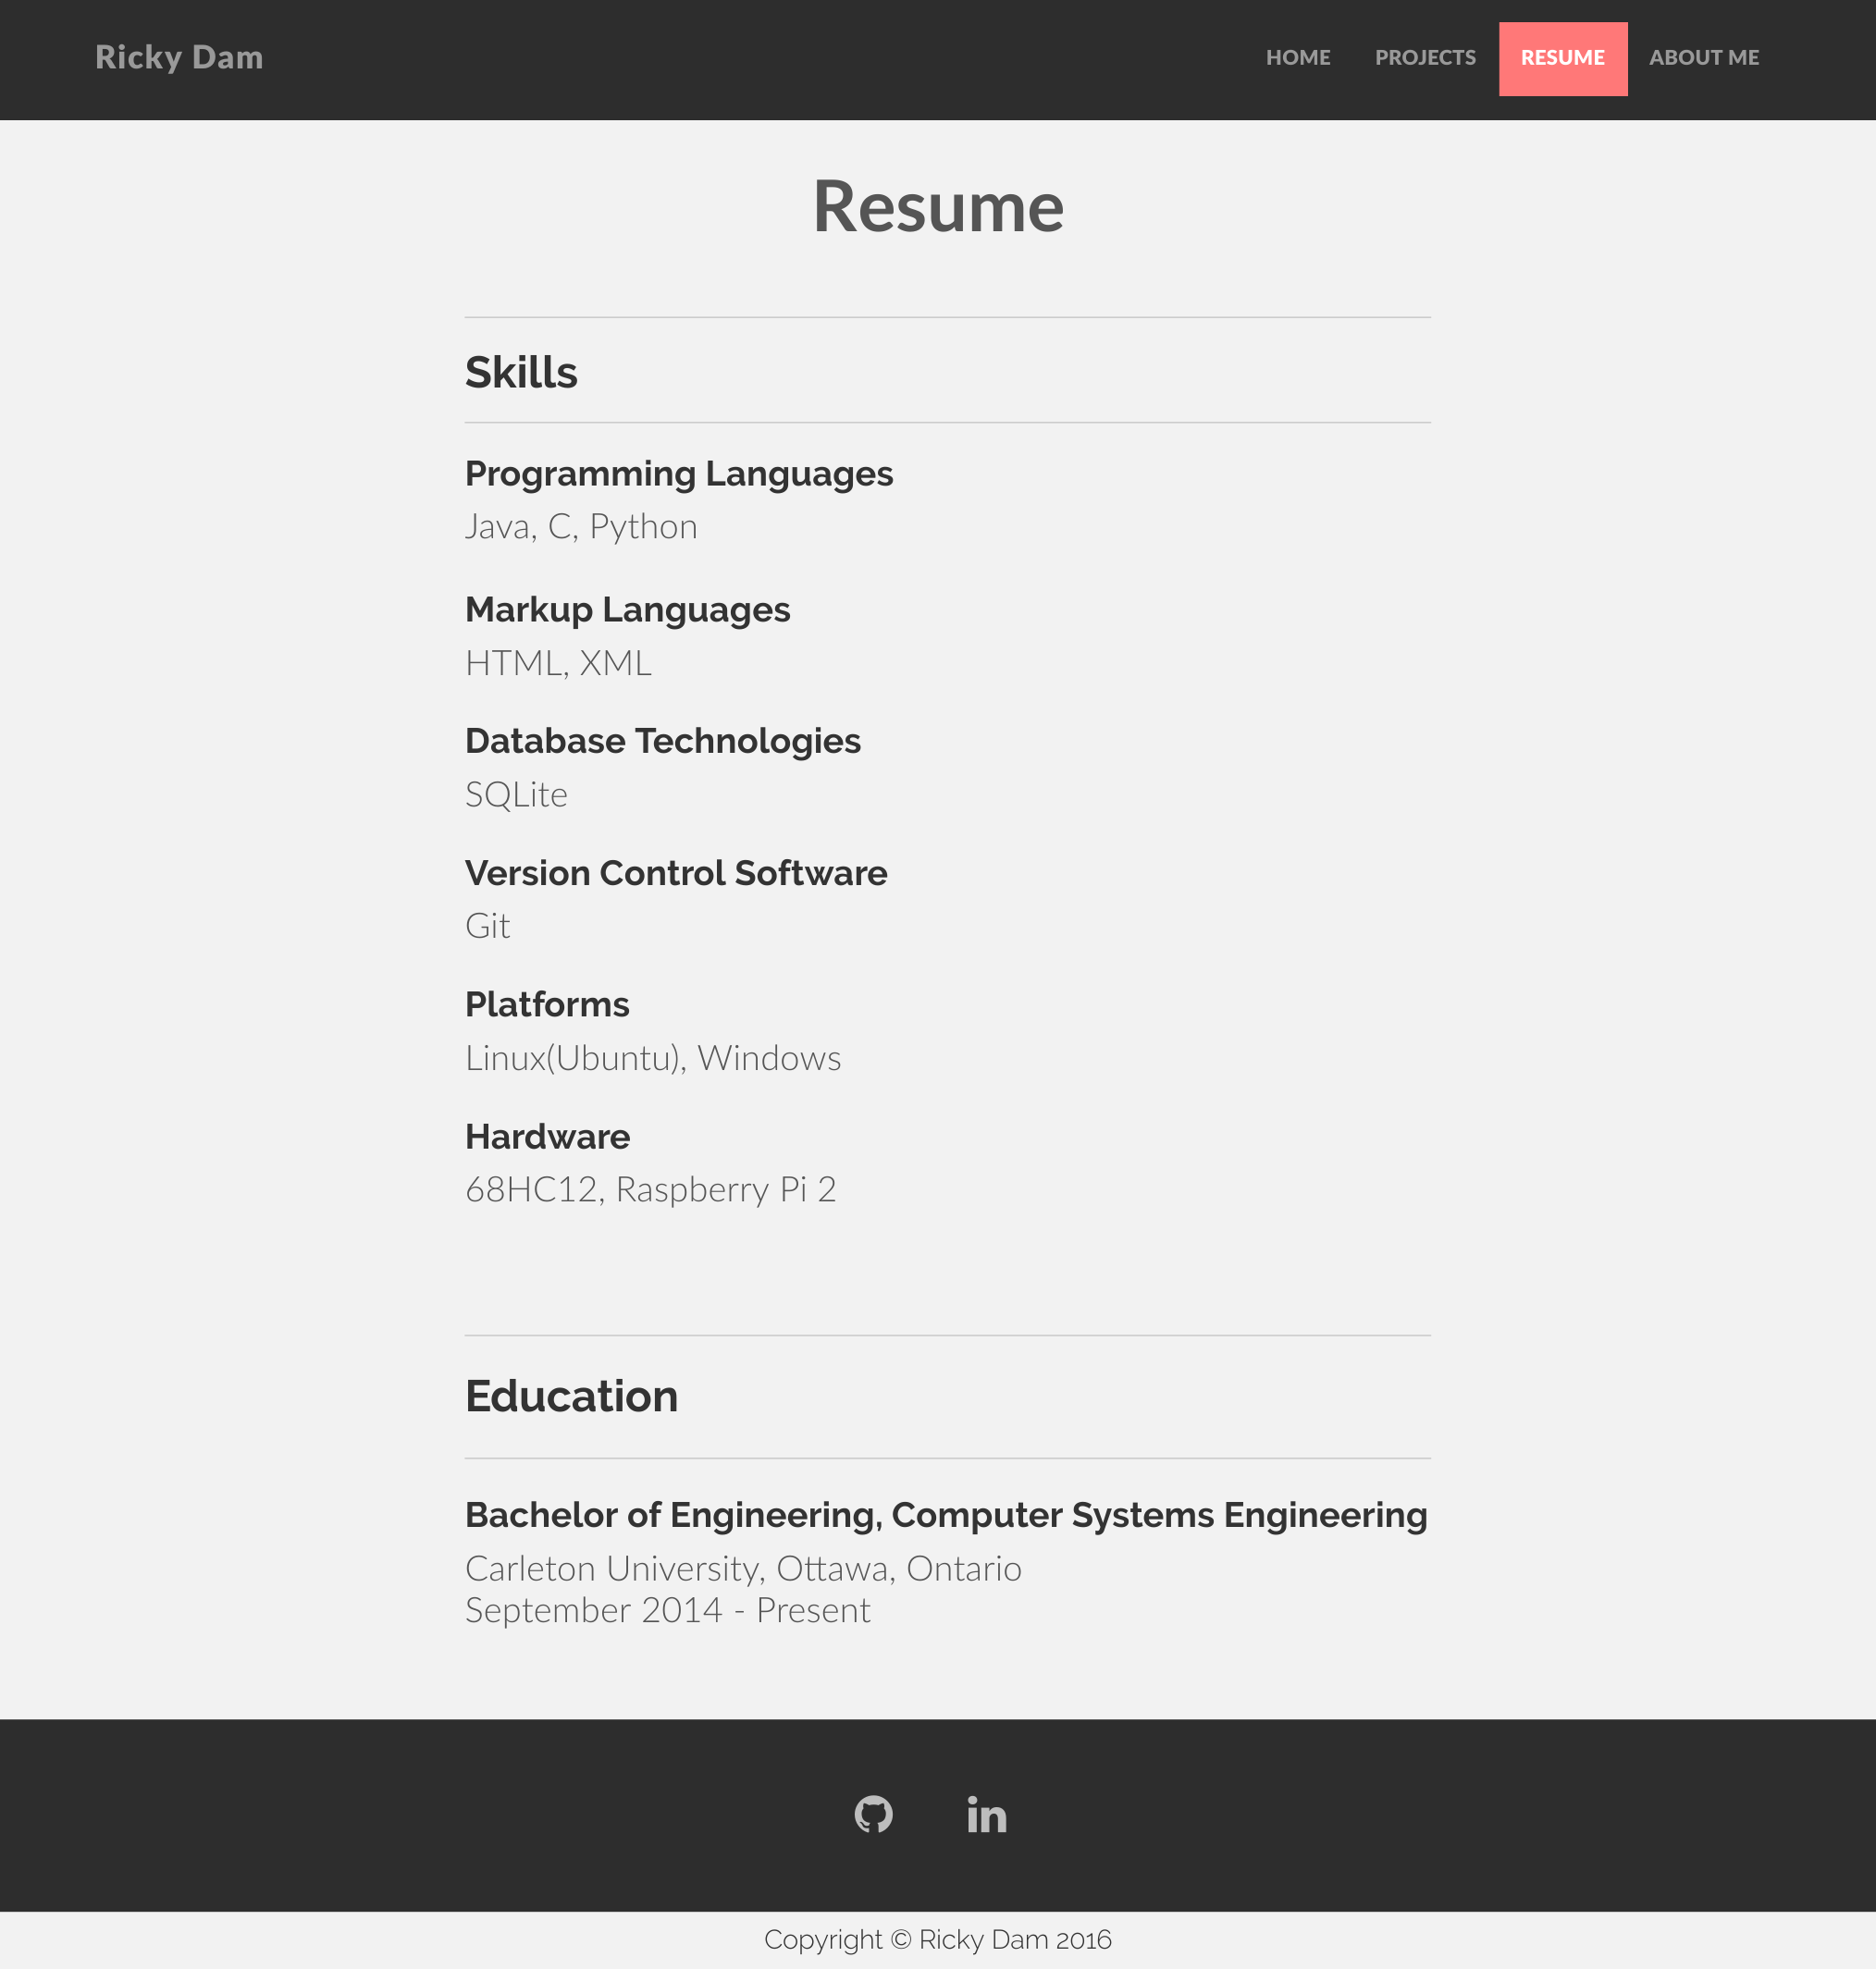 Ricky Dam
HOME PROJECTS RESUME ABOUT ME
Resume
Skills
Programming Languages
Java, C, Python
Markup Languages
HTML, XML
Database Technologies
SQLite
Version Control Software
Git
Platforms
Linux(Ubuntu), Windows
Hardware
68HC12, Raspberry Pi 2
Education
Bachelor of Engineering, Computer Systems Engineering
Carleton University, Ottawa, Ontario
September 2014 - Present
in
Copyright © Ricky Dam 2016